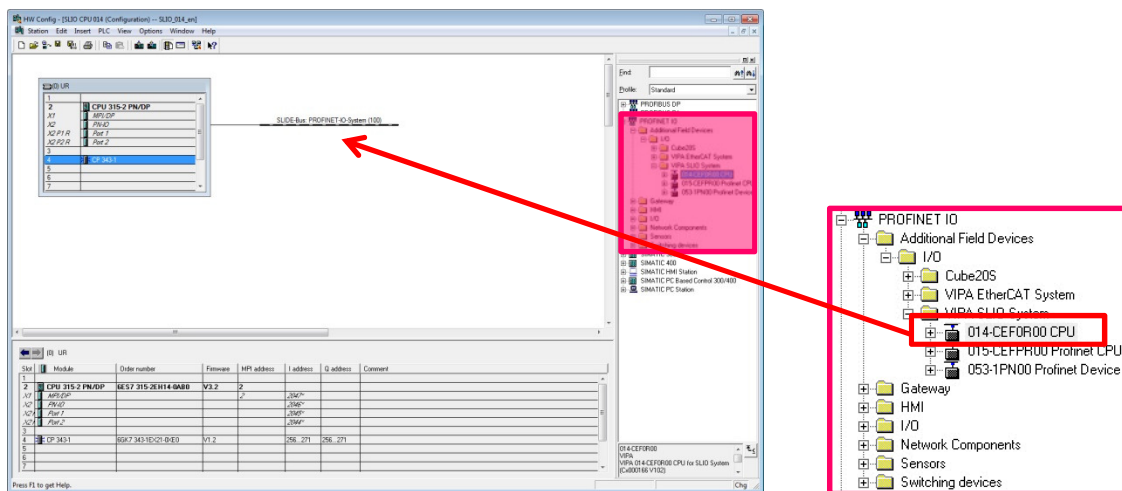 HW Config - [SLIO CPU 014 (Configuration) -- SLIO_014_en]
Station Edit Insert PLC View Options Window Help
(0) UR
1
2 CPU 315-2 PN/DP
X1 MPI/DP
X2 PN-IO
X2 P1 R Port 1
X2 P2 R Port 2
3
4 CP 343-1
5
6
7
SLIDE-Bus: PROFINET-IO-System (100)
Find:
Profile: Standard
PROFIBUS DP
PROFINET IO
Additional Field Devices
I/O
Cube20S
VIPA EtherCAT System
VIPA SLIO System
014-CEF0R00 CPU
015-CEFPR00 Profinet CPU
053-1PN00 Profinet Device
Gateway
HMI
I/O
Network Components
Sensors
Switching devices
SIMATIC 400
SIMATIC HMI Station
SIMATIC PC Based Control 300/400
SIMATIC PC Station
(0) UR
Slot Module Order number Firmware MPI address I address Q address Comment
1
2 CPU 315-2 PN/DP 6ES7 315-2EH14-0AB0 V3.2 2
X1 MPI/DP 2 2047*
X2 PN-IO 2046*
X2 Port 1 2045*
X2 Port 2 2044*
3
4 CP 343-1 6GK7 343-1EX21-0XE0 V1.2 256...271 256...271
5
6
7
014-CEF0R00
VIPA
VIPA 014-CEF0R00 CPU for SLIO System
(Cx000166 V102)
Press F1 to get Help.
Chg
PROFINET IO
Additional Field Devices
I/O
Cube20S
VIPA EtherCAT System
VIPA SLIO System
014-CEF0R00 CPU
015-CEFPR00 Profinet CPU
053-1PN00 Profinet Device
Gateway
HMI
I/O
Network Components
Sensors
Switching devices